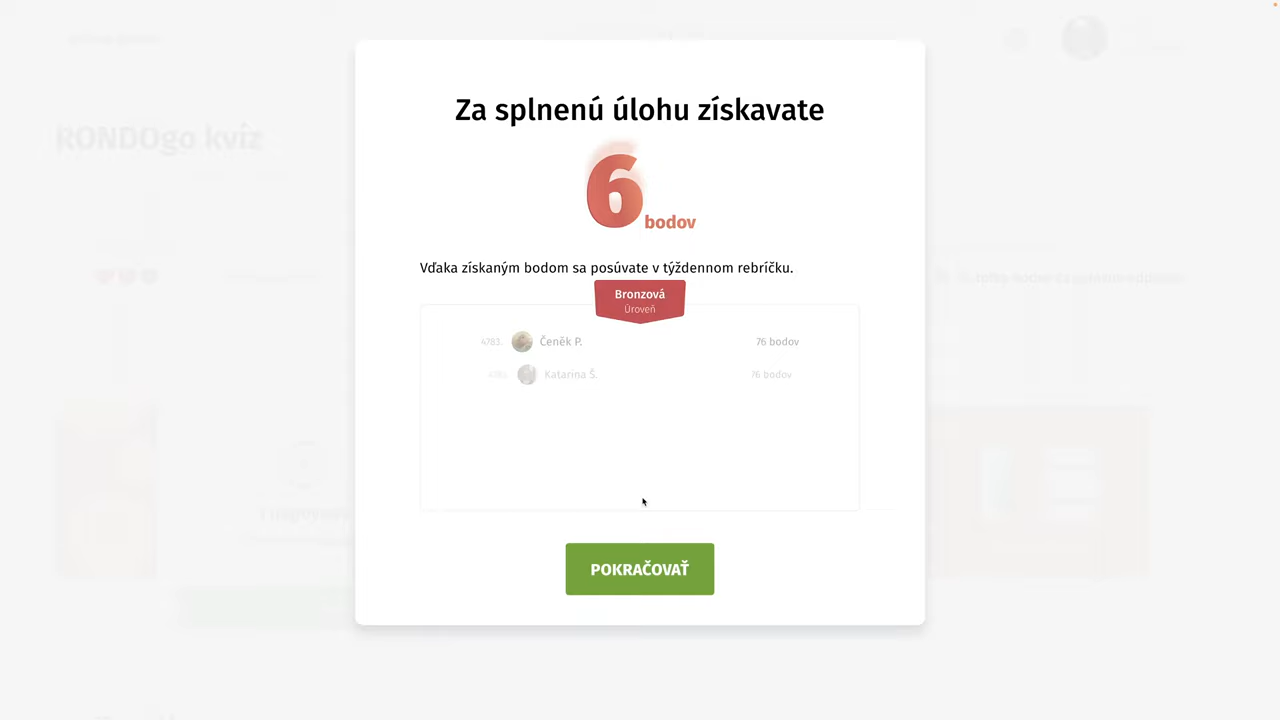 Za splnenú úlohu získavate
6 bodov
Vďaka získaným bodom sa posúvate v týždennom rebríčku.
Bronzová
Úroveň
4783. Čeněk P. 76 bodov
Katarína Š. 76 bodov
POKRAČOVAŤ
RONDOgo kvíz